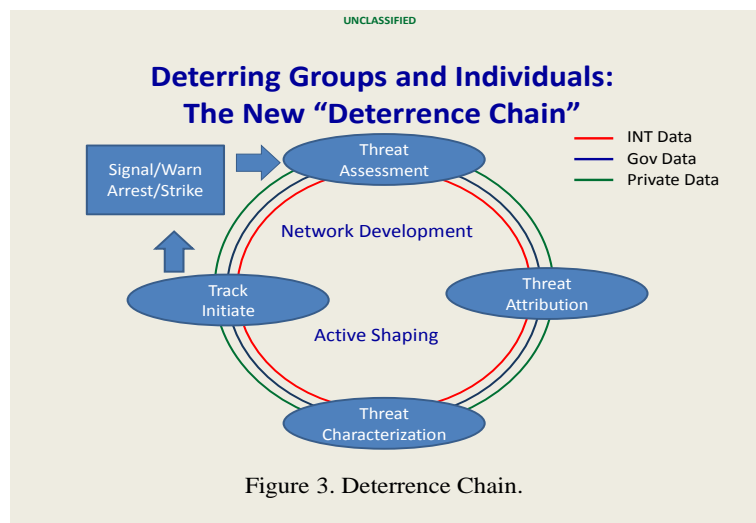 UNCLASSIFIED
Deterring Groups and Individuals:
The New “Deterrence Chain”
Threat
Assessment
INT Data
Gov Data
Private Data
Signal/Warn
Arrest/Strike
Network Development
Track
Initiate
Threat
Attribution
Active Shaping
Threat
Characterization
Figure 3. Deterrence Chain.